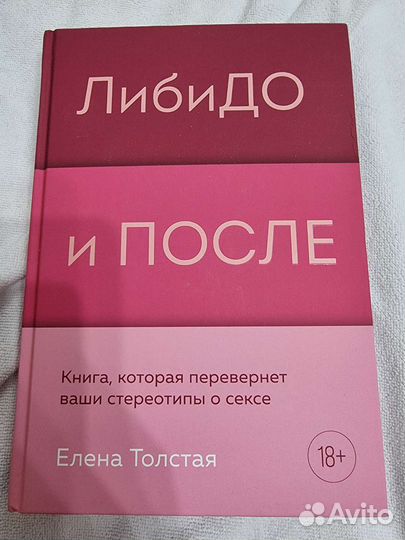 ЛибиДО
и ПОСЛЕ
Книга, которая перевернет
ваши стереотипы о сексе
Елена Толстая
18+
Avito